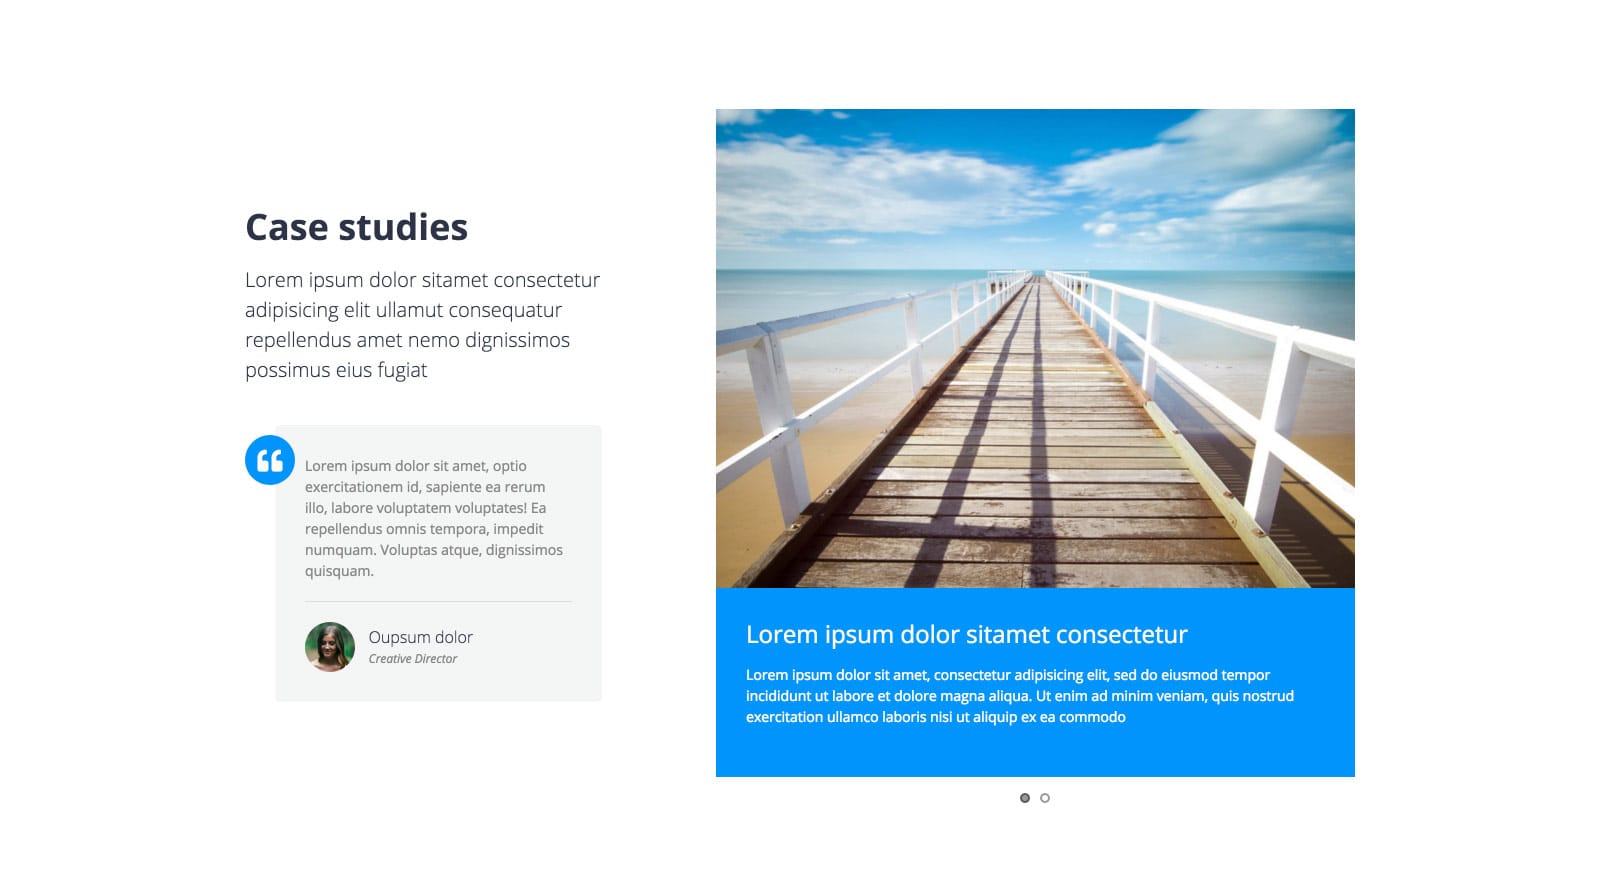 Case studies
Lorem ipsum dolor sitamet consectetur
adipisicing elit ullamut consequatur
repellendus amet nemo dignissimos
possimus eius fugiat
Lorem ipsum dolor sit amet, optio
exercitationem id, sapiente ea rerum
illo, labore voluptatem voluptates! Ea
repellendus omnis tempora, impedit
numquam. Voluptas atque, dignissimos
quisquam.
Oupsum dolor
Creative Director
Lorem ipsum dolor sitamet consectetur
Lorem ipsum dolor sit amet, consectetur adipisicing elit, sed do eiusmod tempor
incididunt ut labore et dolore magna aliqua. Ut enim ad minim veniam, quis nostrud
exercitation ullamco laboris nisi ut aliquip ex ea commodo